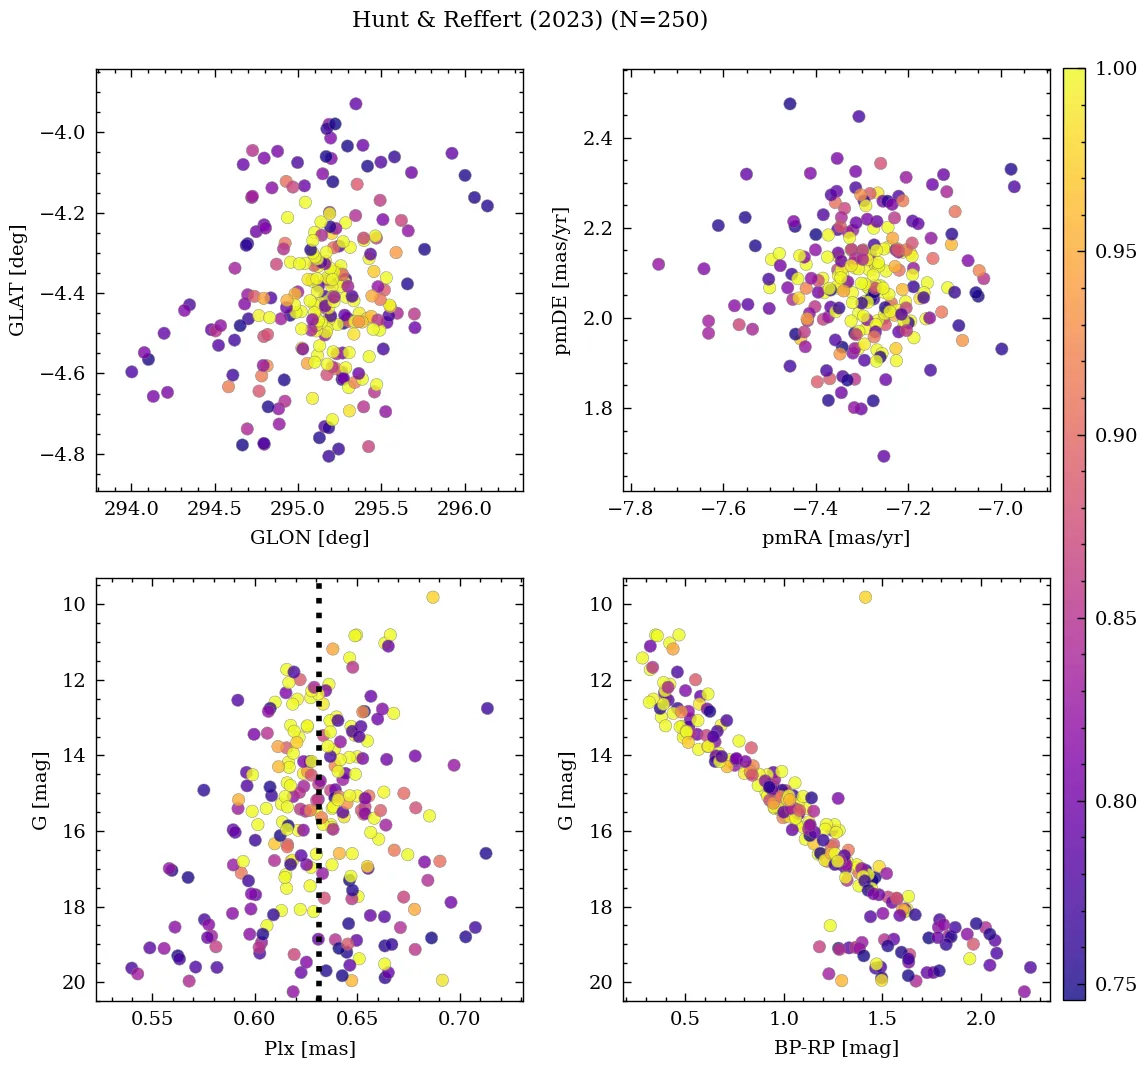 Hunt & Reffert (2023) (N=250)
−4.0
−4.2
−4.4
−4.6
−4.8
GLAT [deg]
294.0 294.5 295.0 295.5 296.0
GLON [deg]
2.4
2.2
2.0
1.8
pmDE [mas/yr]
−7.8 −7.6 −7.4 −7.2 −7.0
pmRA [mas/yr]
10
12
14
16
18
20
G [mag]
0.55 0.60 0.65 0.70
Plx [mas]
10
12
14
16
18
20
G [mag]
0.5 1.0 1.5 2.0
BP-RP [mag]
1.00
0.95
0.90
0.85
0.80
0.75